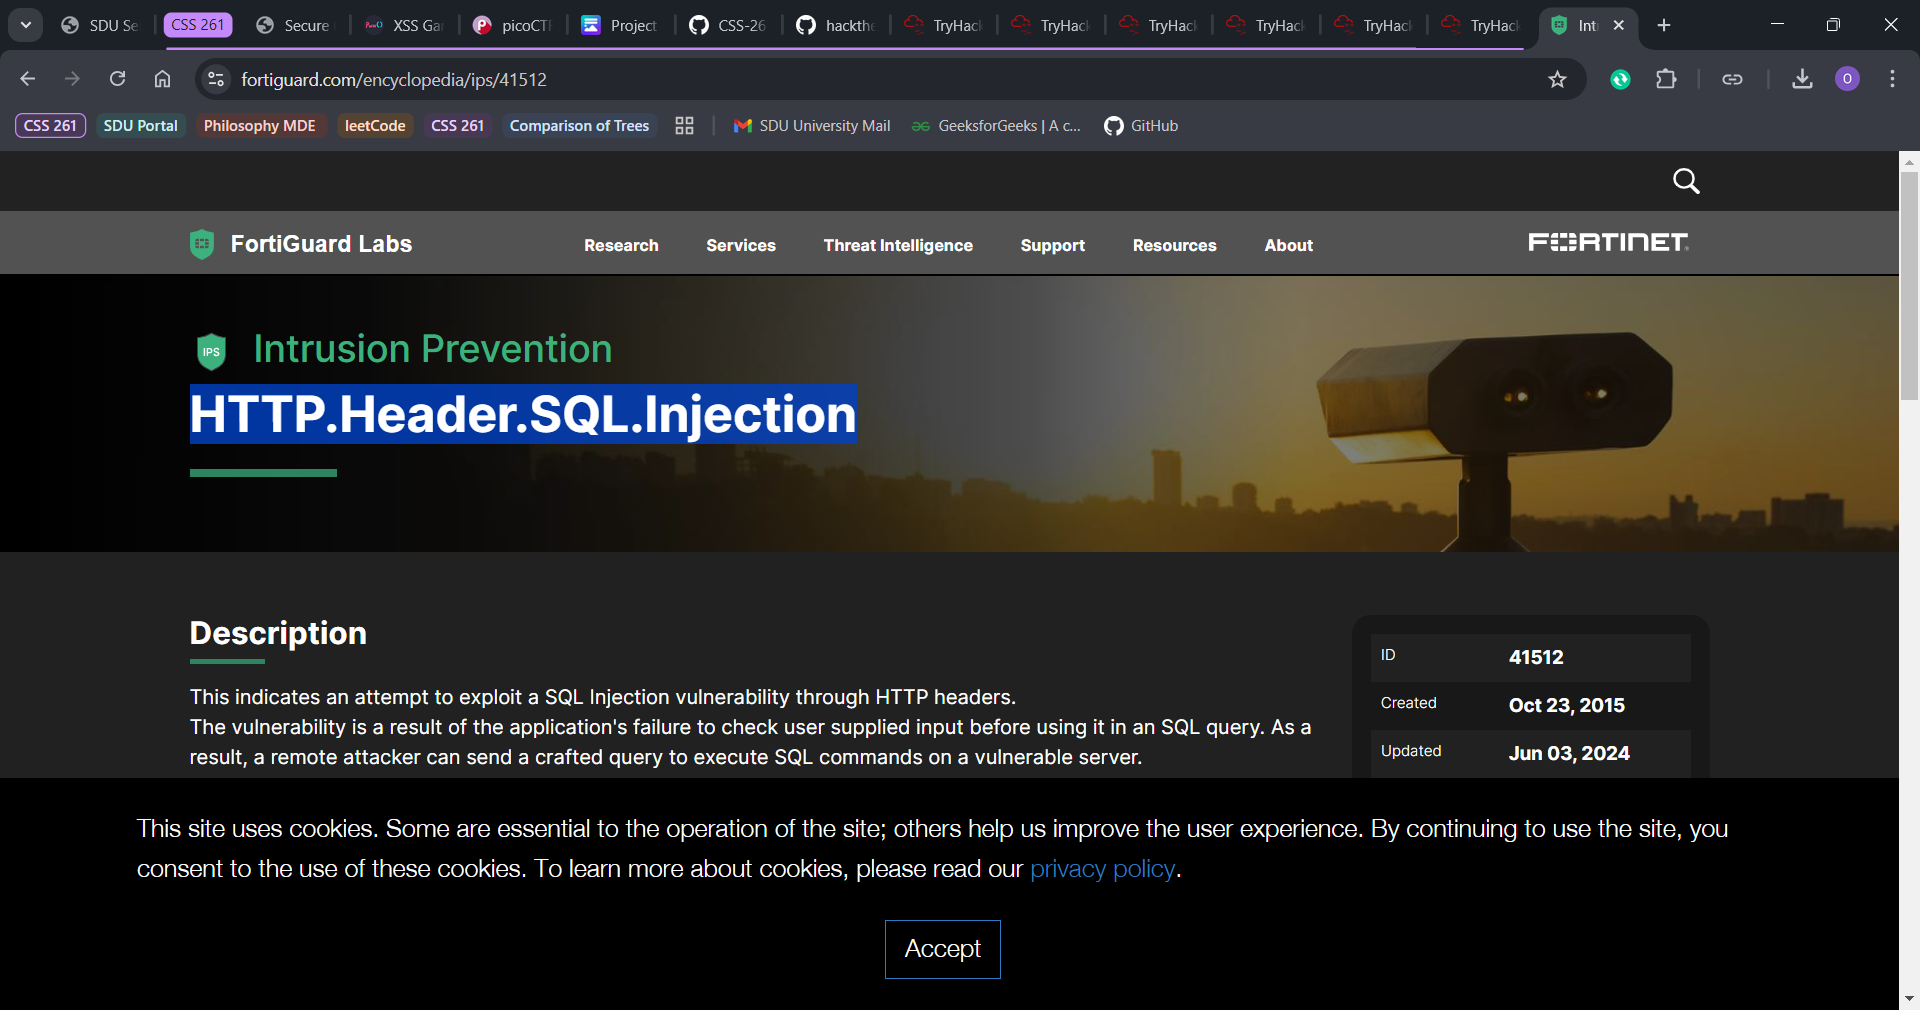 SDU Se
CSS 261
Secure
XSS Ga
picoCTF
Project
CSS-26
hackthe
TryHack
TryHack
TryHack
TryHack
TryHack
TryHack
Int
fortiguard.com/encyclopedia/ips/41512
O
CSS 261
SDU Portal
Philosophy MDE
leetCode
CSS 261
Comparison of Trees
SDU University Mail
GeeksforGeeks | A c...
GitHub
FortiGuard Labs
Research
Services
Threat Intelligence
Support
Resources
About
FORTINET
IPS
Intrusion Prevention
HTTP.Header.SQL.Injection
Description
This indicates an attempt to exploit a SQL Injection vulnerability through HTTP headers.
The vulnerability is a result of the application's failure to check user supplied input before using it in an SQL query. As a
result, a remote attacker can send a crafted query to execute SQL commands on a vulnerable server.
ID 41512
Created Oct 23, 2015
Updated Jun 03, 2024
This site uses cookies. Some are essential to the operation of the site; others help us improve the user experience. By continuing to use the site, you
consent to the use of these cookies. To learn more about cookies, please read our privacy policy.
Accept